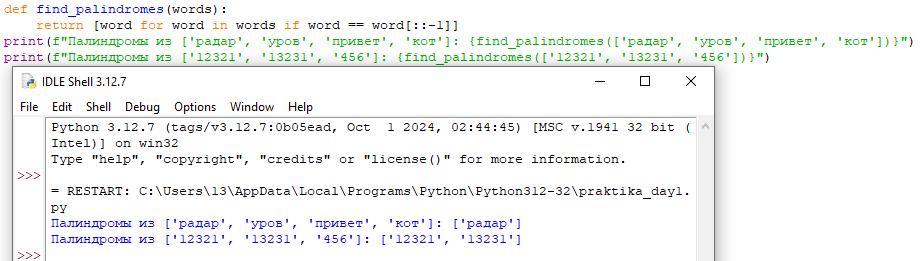 def find_palindromes(words):
    return [word for word in words if word == word[::-1]]
print(f"Палиндромы из ['радар', 'уров', 'привет', 'кот']: {find_palindromes(['радар', 'уров', 'привет', 'кот'])}")
print(f"Палиндромы из ['12321', '13231', '456']: {find_palindromes(['12321', '13231', '456'])}")
IDLE Shell 3.12.7
File Edit Shell Debug Options Window Help
Python 3.12.7 (tags/v3.12.7:0b05ead, Oct  1 2024, 02:44:45) [MSC v.1941 32 bit (
Intel)] on win32
Type "help", "copyright", "credits" or "license()" for more information.
>>>
= RESTART: C:\Users\13\AppData\Local\Programs\Python\Python312-32\praktika_day1.
py
Палиндромы из ['радар', 'уров', 'привет', 'кот']: ['радар']
Палиндромы из ['12321', '13231', '456']: ['12321', '13231']
>>>